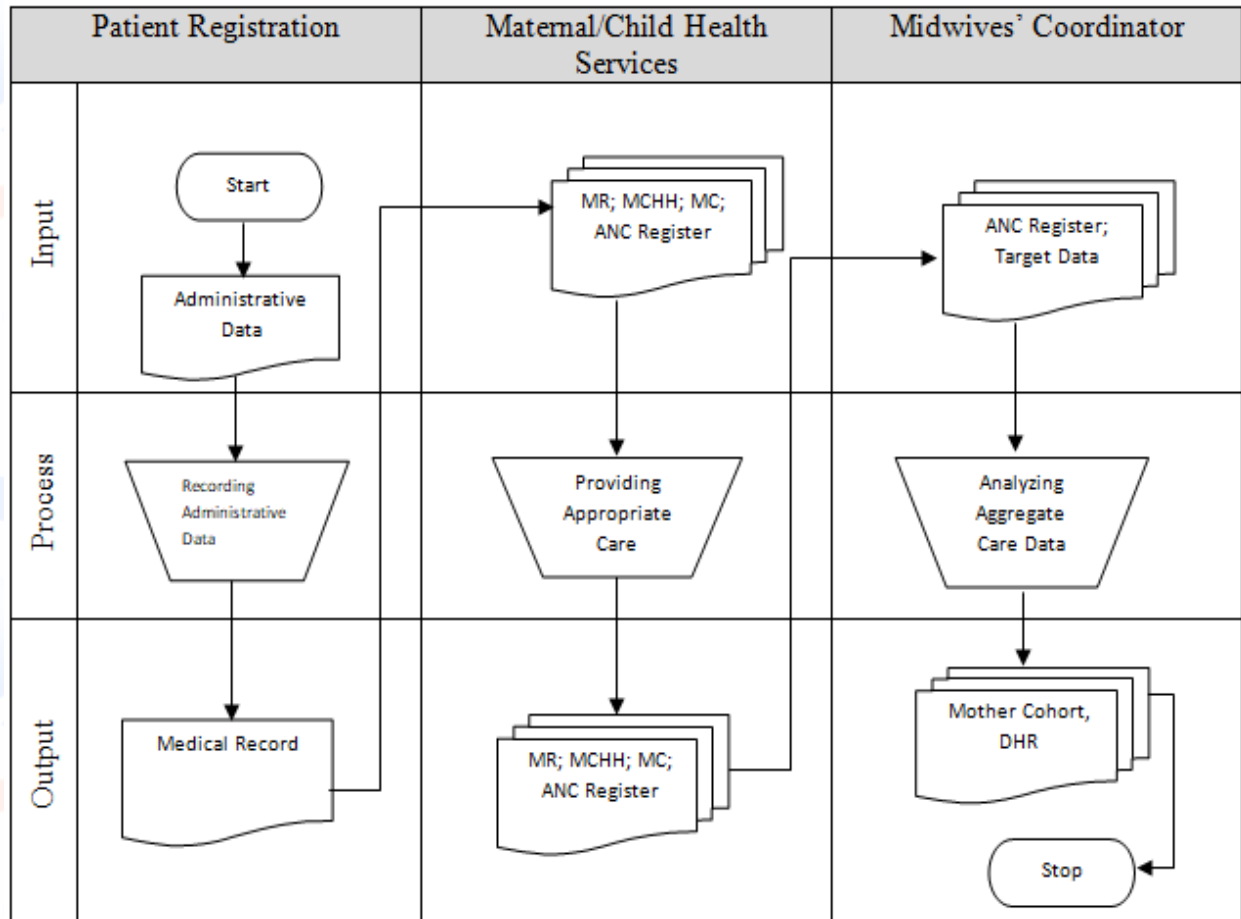 Patient Registration
Maternal/Child Health
Services
Midwives' Coordinator
Input
Start
Administrative
Data
MR; MCHH; MC;
ANC Register
ANC Register;
Target Data
Process
Recording
Administrative
Data
Providing
Appropriate
Care
Analyzing
Aggregate
Care Data
Output
Medical Record
MR; MCHH; MC;
ANC Register
Mother Cohort,
DHR
Stop